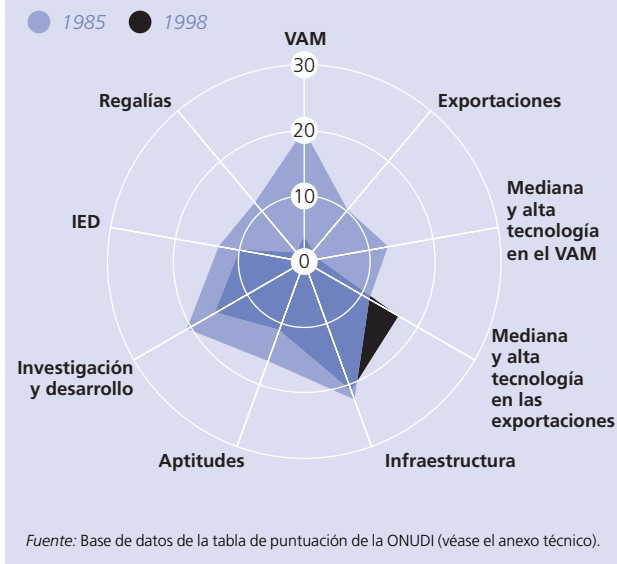 1985 1998
VAM
30
Regalías
Exportaciones
20
Mediana
y alta
tecnología
en el VAM
IED
10
0
Mediana
y alta
tecnología
en las
exportaciones
Investigación
y desarrollo
Aptitudes
Infraestructura
Fuente: Base de datos de la tabla de puntuación de la ONUDI (véase el anexo técnico).